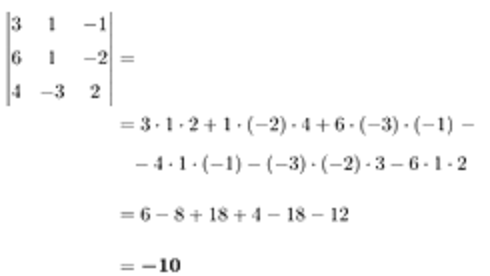 |3 1 −1|
|6 1 −2| =
|4 −3 2|
= 3 · 1 · 2 + 1 · (−2) · 4 + 6 · (−3) · (−1) −
− 4 · 1 · (−1) − (−3) · (−2) · 3 − 6 · 1 · 2
= 6 − 8 + 18 + 4 − 18 − 12
= −10